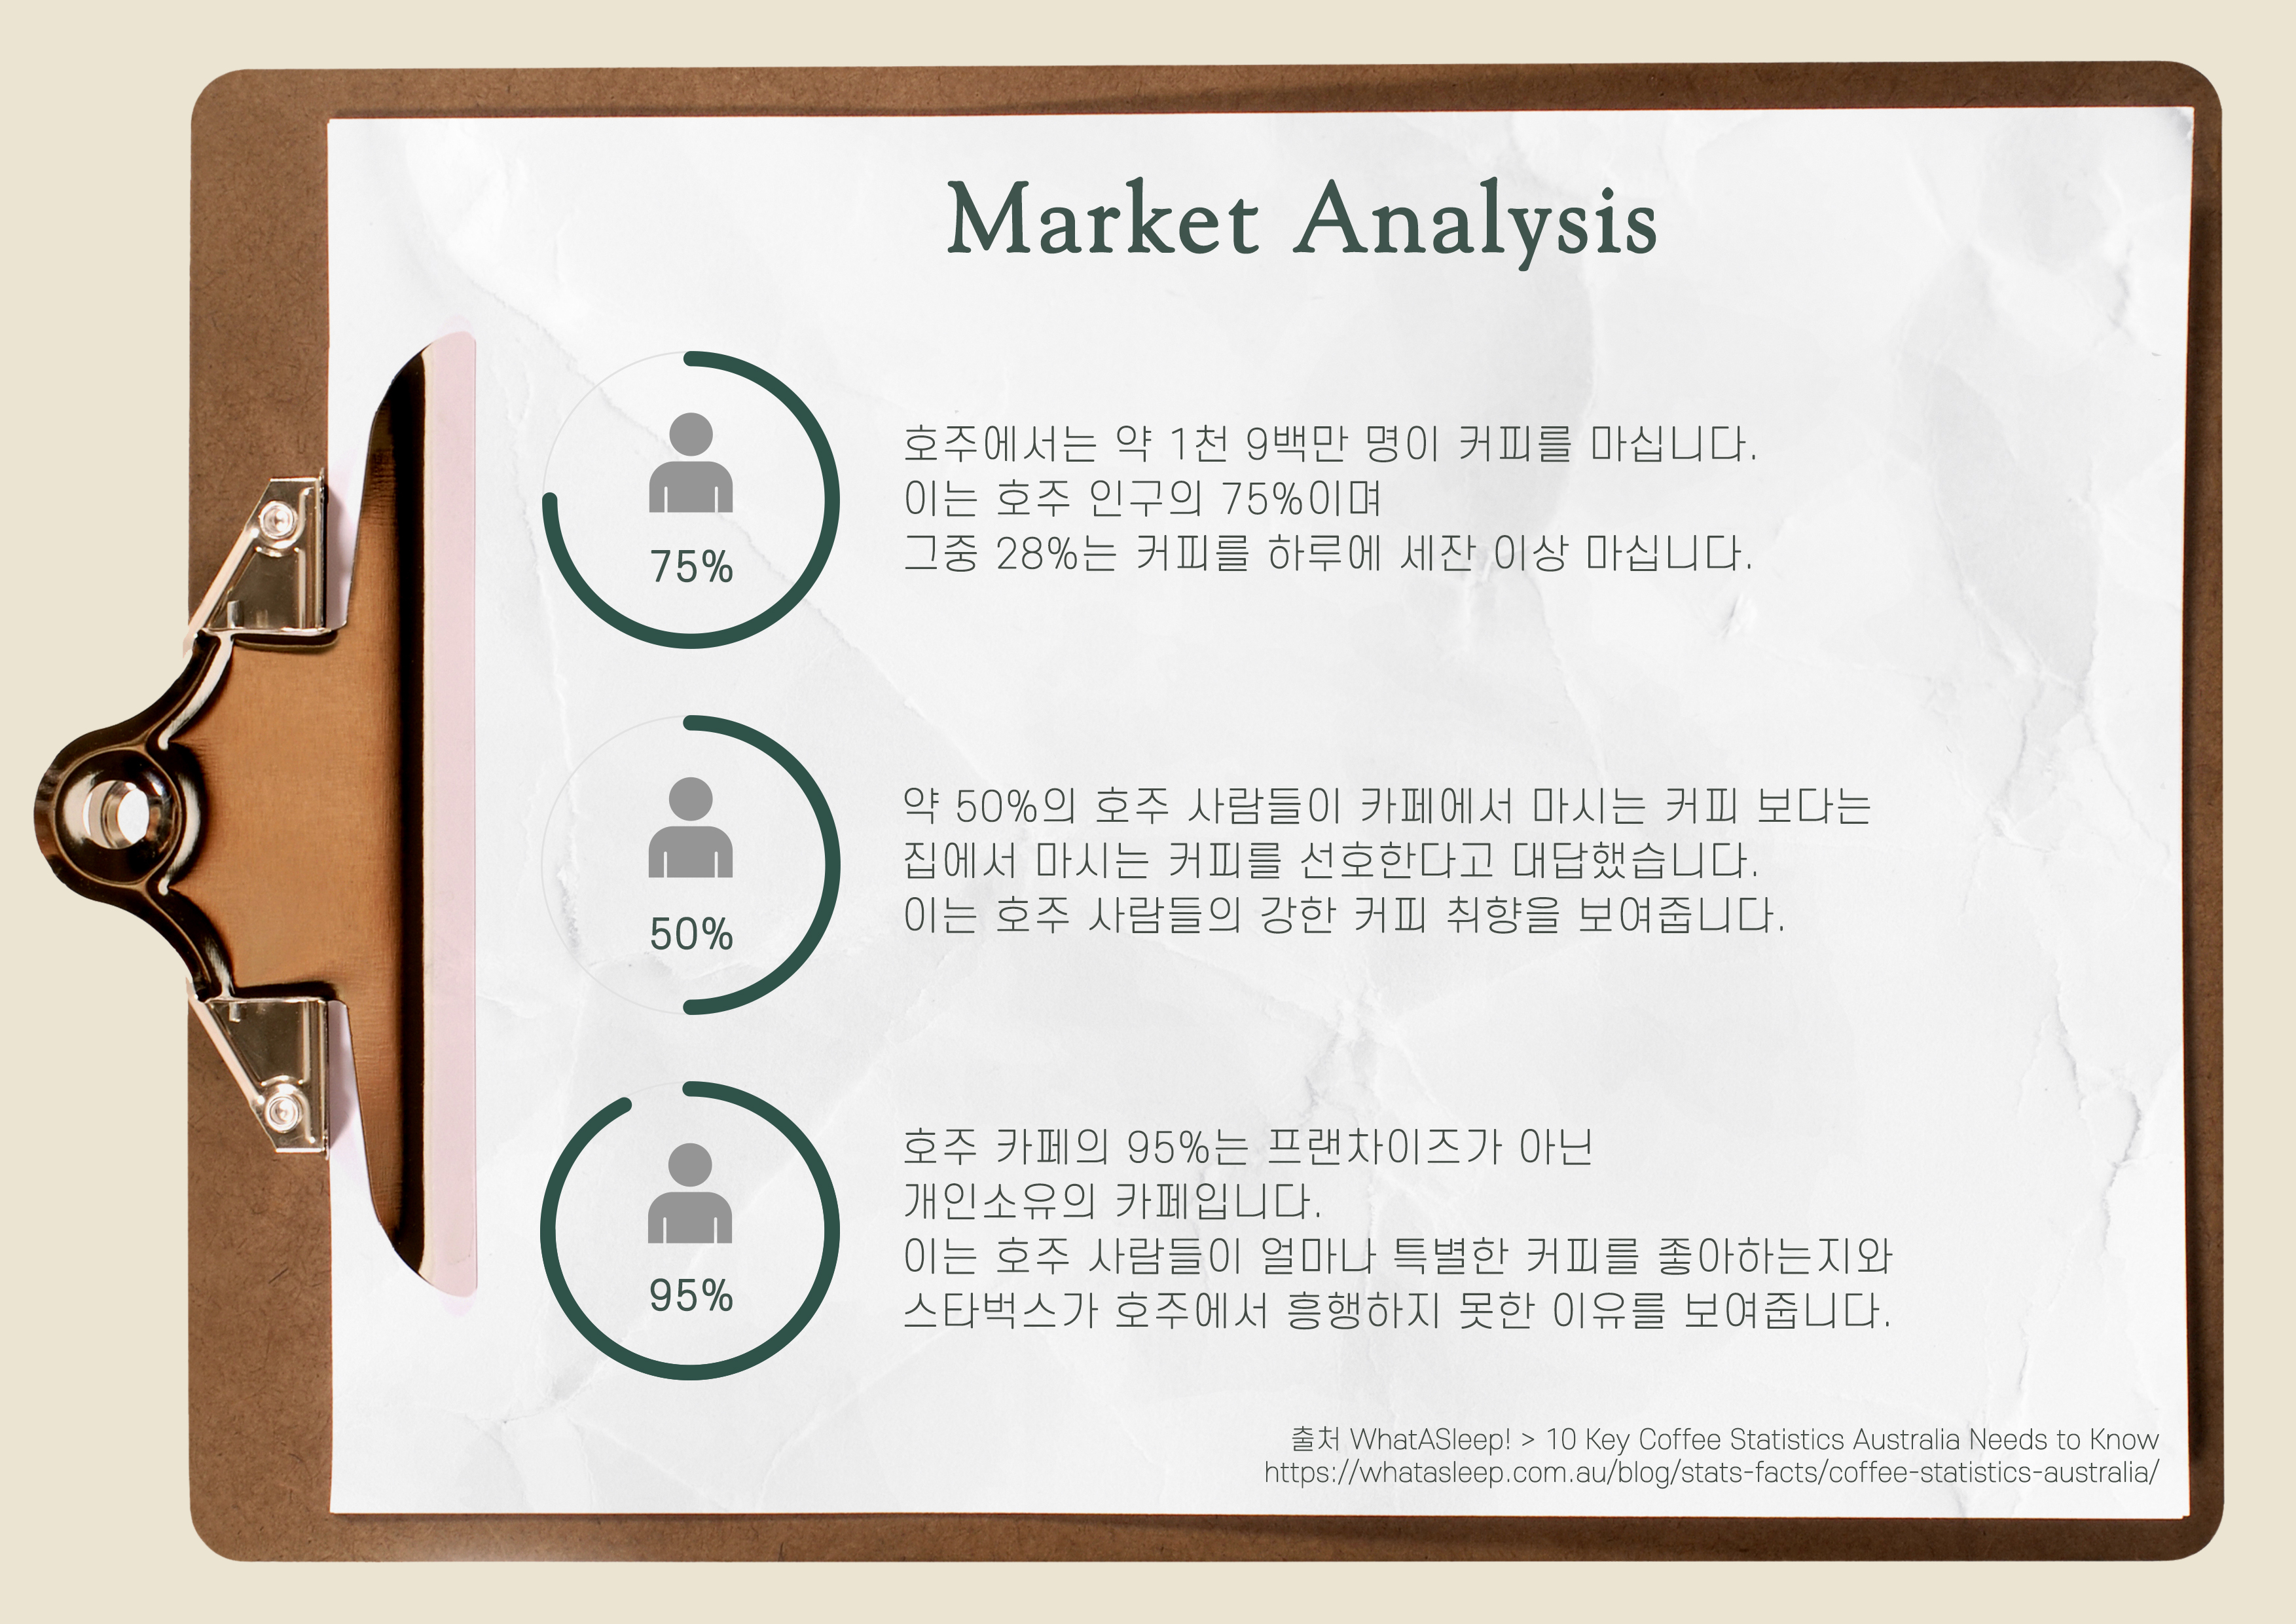 Market Analysis
75%
호주에서는 약 1천 9백만 명이 커피를 마십니다.
이는 호주 인구의 75%이며
그중 28%는 커피를 하루에 세잔 이상 마십니다.
50%
약 50%의 호주 사람들이 카페에서 마시는 커피 보다는
집에서 마시는 커피를 선호한다고 대답했습니다.
이는 호주 사람들의 강한 커피 취향을 보여줍니다.
95%
호주 카페의 95%는 프랜차이즈가 아닌
개인소유의 카페입니다.
이는 호주 사람들이 얼마나 특별한 커피를 좋아하는지와
스타벅스가 호주에서 흥행하지 못한 이유를 보여줍니다.
출처 WhatASleep! > 10 Key Coffee Statistics Australia Needs to Know
https://whatasleep.com.au/blog/stats-facts/coffee-statistics-australia/